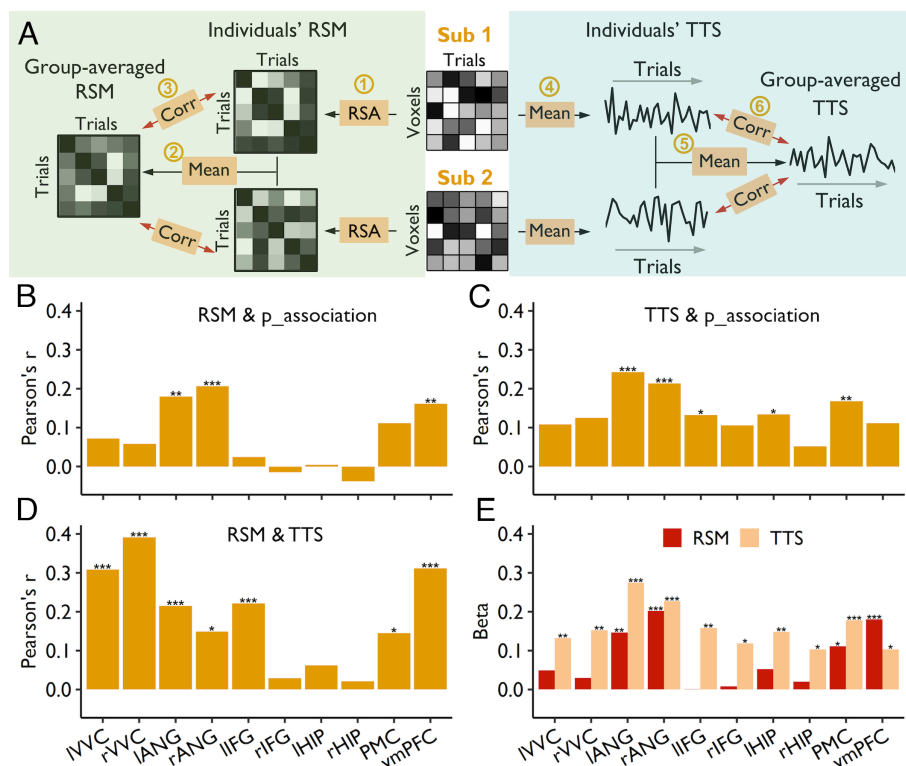 A
Individuals' RSM
Sub 1
Individuals' TTS
Group-averaged
RSM
Trials
Trials
③
Corr
Trials
①
RSA
Voxels
Trials
④
Mean
Trials
⑥
Corr
Group-averaged
TTS
Trials
Trials
②
Mean
⑤
Mean
Trials
Sub 2
Corr
Trials
RSA
Voxels
Mean
Corr
Trials
B
RSM & p_association
Pearson's r
0.4
0.3
0.2
0.1
0.0
** *** **
C
TTS & p_association
Pearson's r
0.4
0.3
0.2
0.1
0.0
*** *** * * **
D
RSM & TTS
Pearson's r
0.4
0.3
0.2
0.1
0.0
*** *** *** * *** * ***
lVVC rVVC lANG rANG lIFG rIFG lHIP rHIP PMC vmPFC
E
RSM TTS
Beta
0.4
0.3
0.2
0.1
0.0
** ** ** *** *** *** ** * ** * * *** *** *
lVVC rVVC lANG rANG lIFG rIFG lHIP rHIP PMC vmPFC